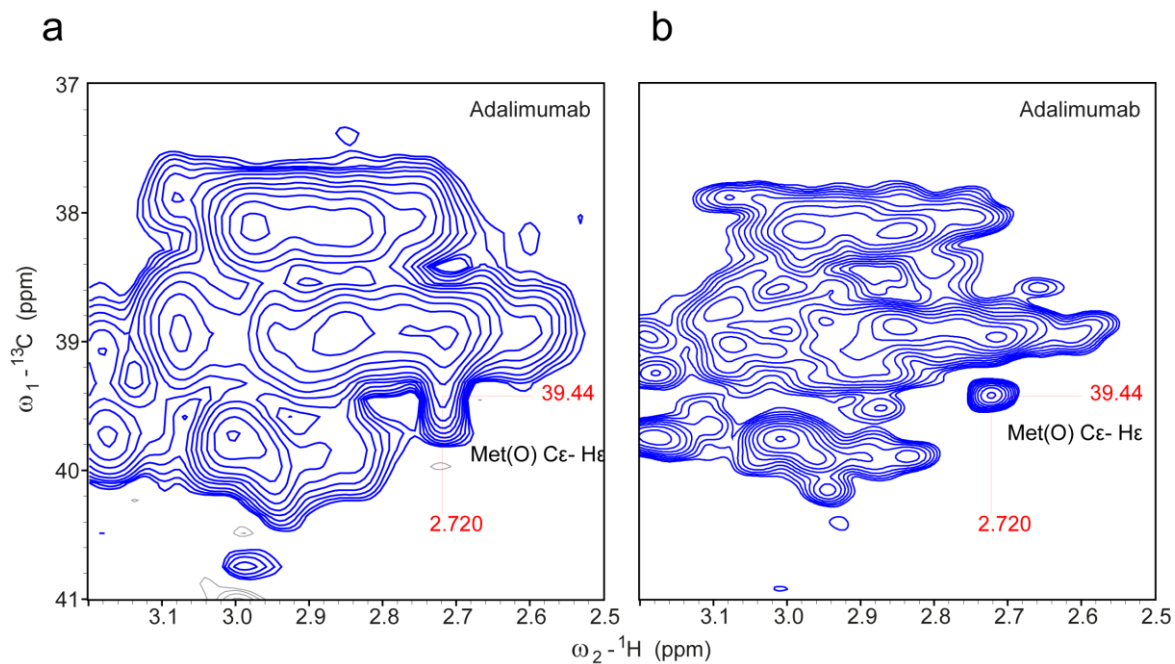 a
b
37
38
39
40
41
ω1 - 13C (ppm)
Adalimumab
39.44
Met(O) Cε- Hε
2.720
3.1
3.0
2.9
2.8
2.7
2.6
2.5
Adalimumab
39.44
Met(O) Cε- Hε
2.720
3.1
3.0
2.9
2.8
2.7
2.6
2.5
ω2 - 1H (ppm)